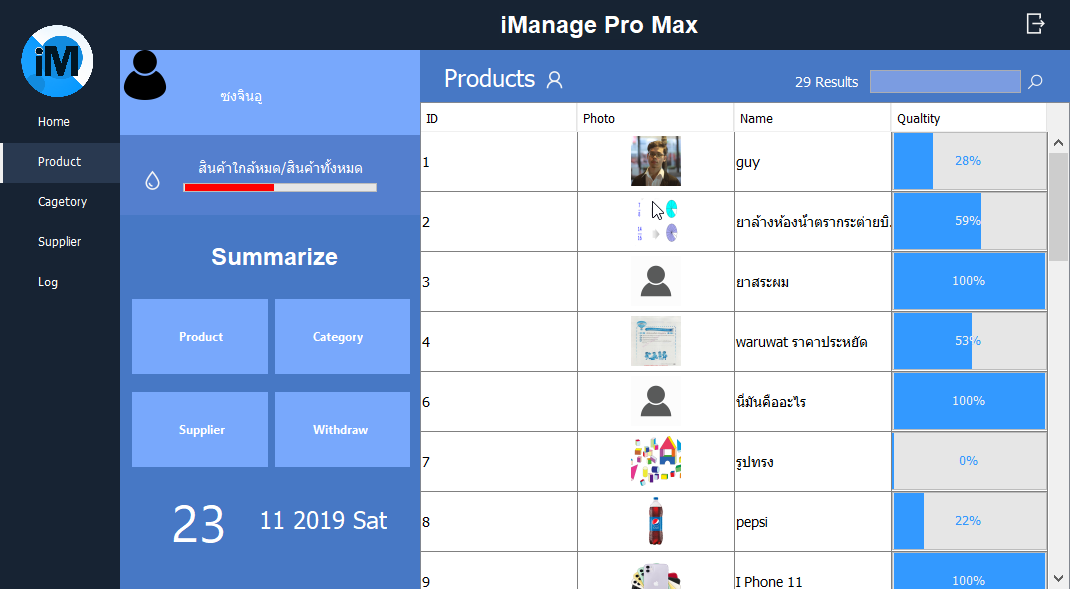 iManage Pro Max
iM
Home
Product
Cagetory
Supplier
Log
ซงจินอู
สินค้าใกล้หมด/สินค้าทั้งหมด
Summarize
Product
Category
Supplier
Withdraw
23
11 2019 Sat
Products
29 Results
ID Photo Name Qualtity
1 guy 28%
2 ยาล้างห้องน้ำตรากระต่ายบิ. 59%
3 ยาสระผม 100%
4 waruwat ราคาประหยัด 53%
6 นี่มันคืออะไร 100%
7 รูปทรง 0%
8 pepsi 22%
9 I Phone 11 100%